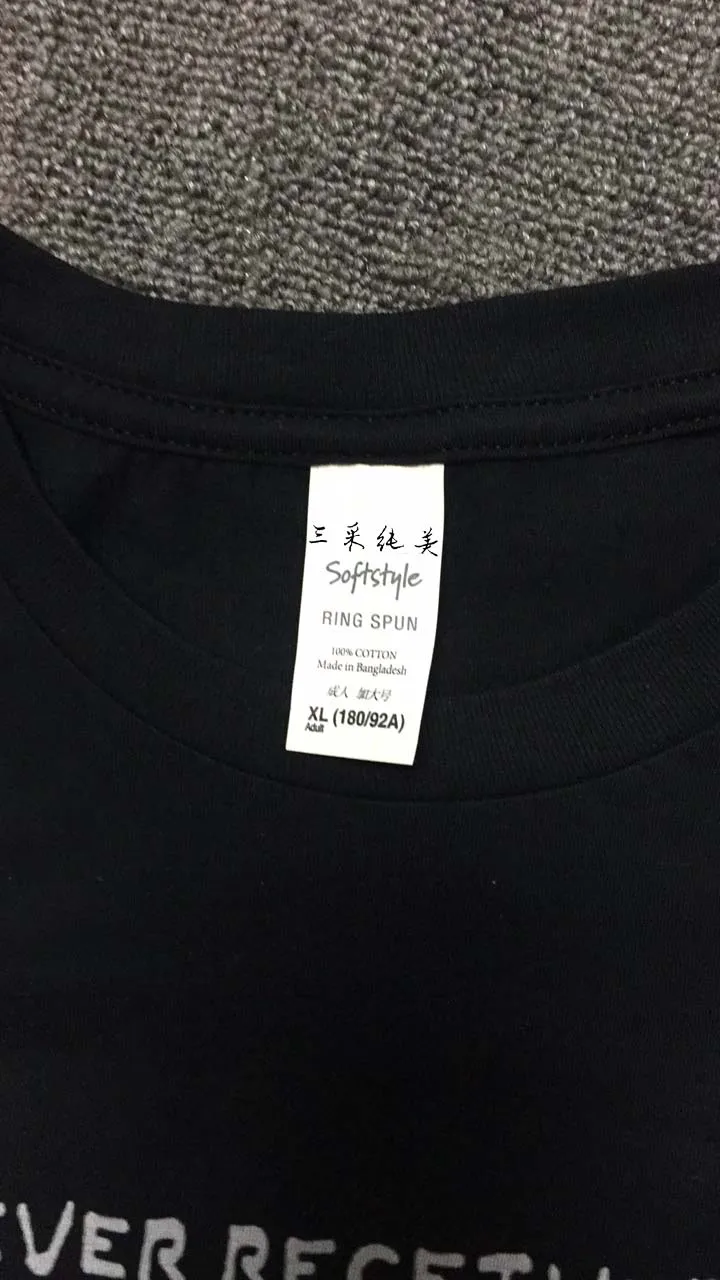 三采纯美
Softstyle
RING SPUN
100% COTTON
Made in Bangladesh
成人 加大号
XL (180/92A)
Adult
EVER